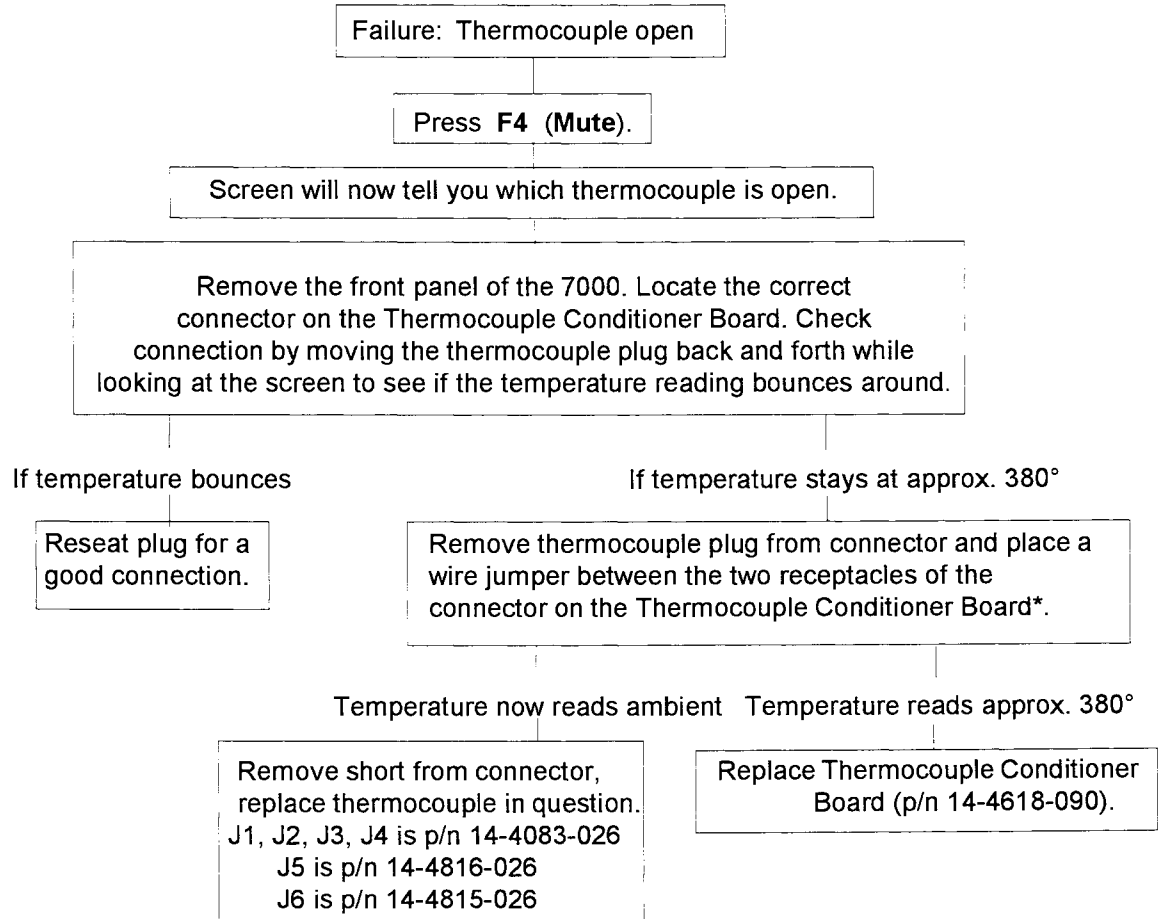 Failure: Thermocouple open
Press F4 (Mute).
Screen will now tell you which thermocouple is open.
Remove the front panel of the 7000. Locate the correct
connector on the Thermocouple Conditioner Board. Check
connection by moving the thermocouple plug back and forth while
looking at the screen to see if the temperature reading bounces around.
If temperature bounces
Reseat plug for a
good connection.
If temperature stays at approx. 380°
Remove thermocouple plug from connector and place a
wire jumper between the two receptacles of the
connector on the Thermocouple Conditioner Board*.
Temperature now reads ambient
Remove short from connector,
replace thermocouple in question.
J1, J2, J3, J4 is p/n 14-4083-026
J5 is p/n 14-4816-026
J6 is p/n 14-4815-026
Temperature reads approx. 380°
Replace Thermocouple Conditioner
Board (p/n 14-4618-090).